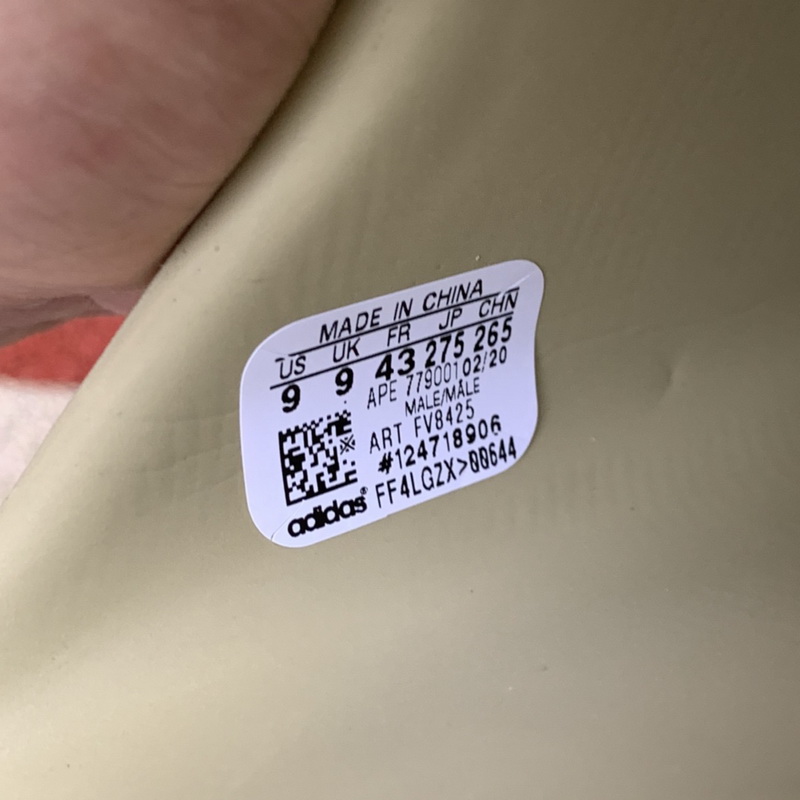 MADE IN CHINA
US UK FR JP CHN
9 9 43 275 265
APE 779001 02/20
MALE/MÂLE
ART FV8425
#124718906
FF4LGZX>00644
adidas®